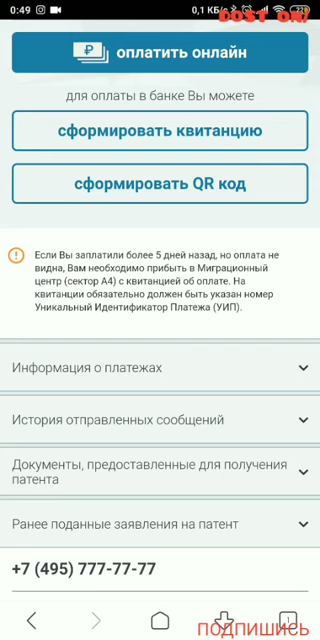 0:49
0,1 КБ/с
DOST ON/
оплатить онлайн
для оплаты в банке Вы можете
сформировать квитанцию
сформировать QR код
Если Вы заплатили более 5 дней назад, но оплата не
видна, Вам необходимо прибыть в Миграционный
центр (сектор А4) с квитанцией об оплате. На
квитанции обязательно должен быть указан номер
Уникальный Идентификатор Платежа (УИП).
Информация о платежах
История отправленных сообщений
Документы, предоставленные для получения
патента
Ранее поданные заявления на патент
+7 (495) 777-77-77
1
ПОДПИШИСЬ